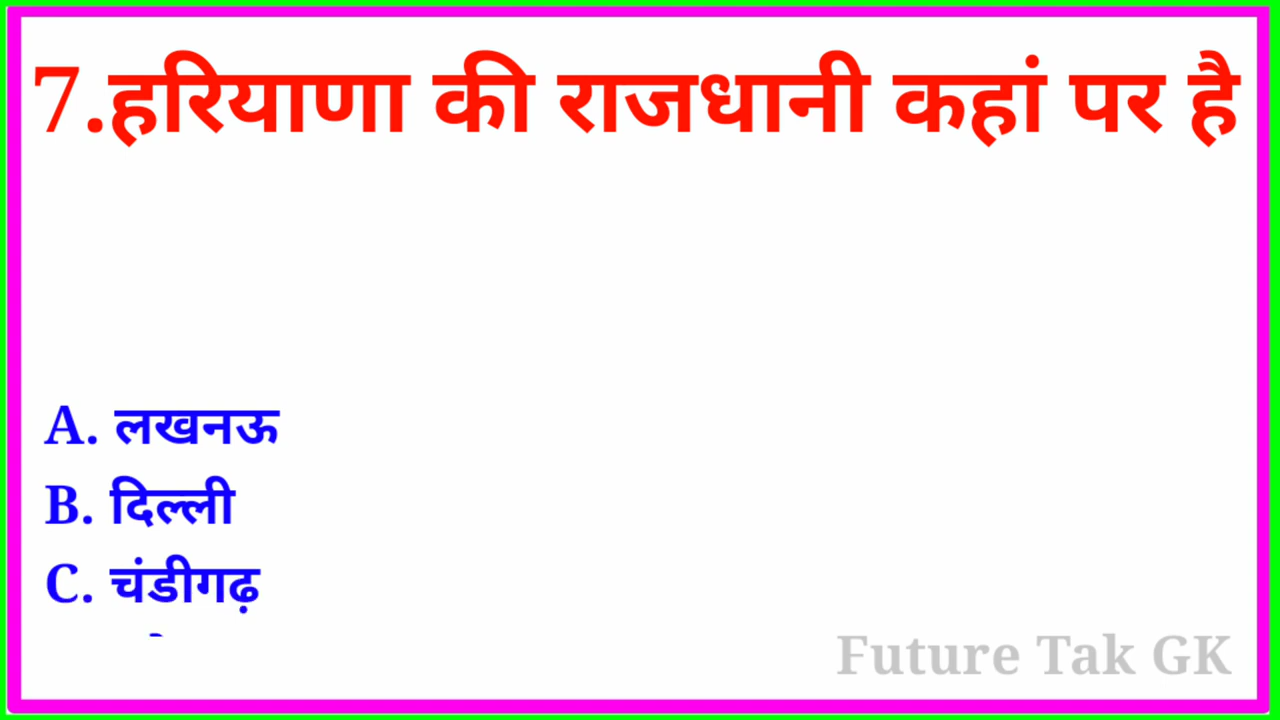 7.हरियाणा की राजधानी कहां पर है
A. लखनऊ
B. दिल्ली
C. चंडीगढ़
Future Tak GK